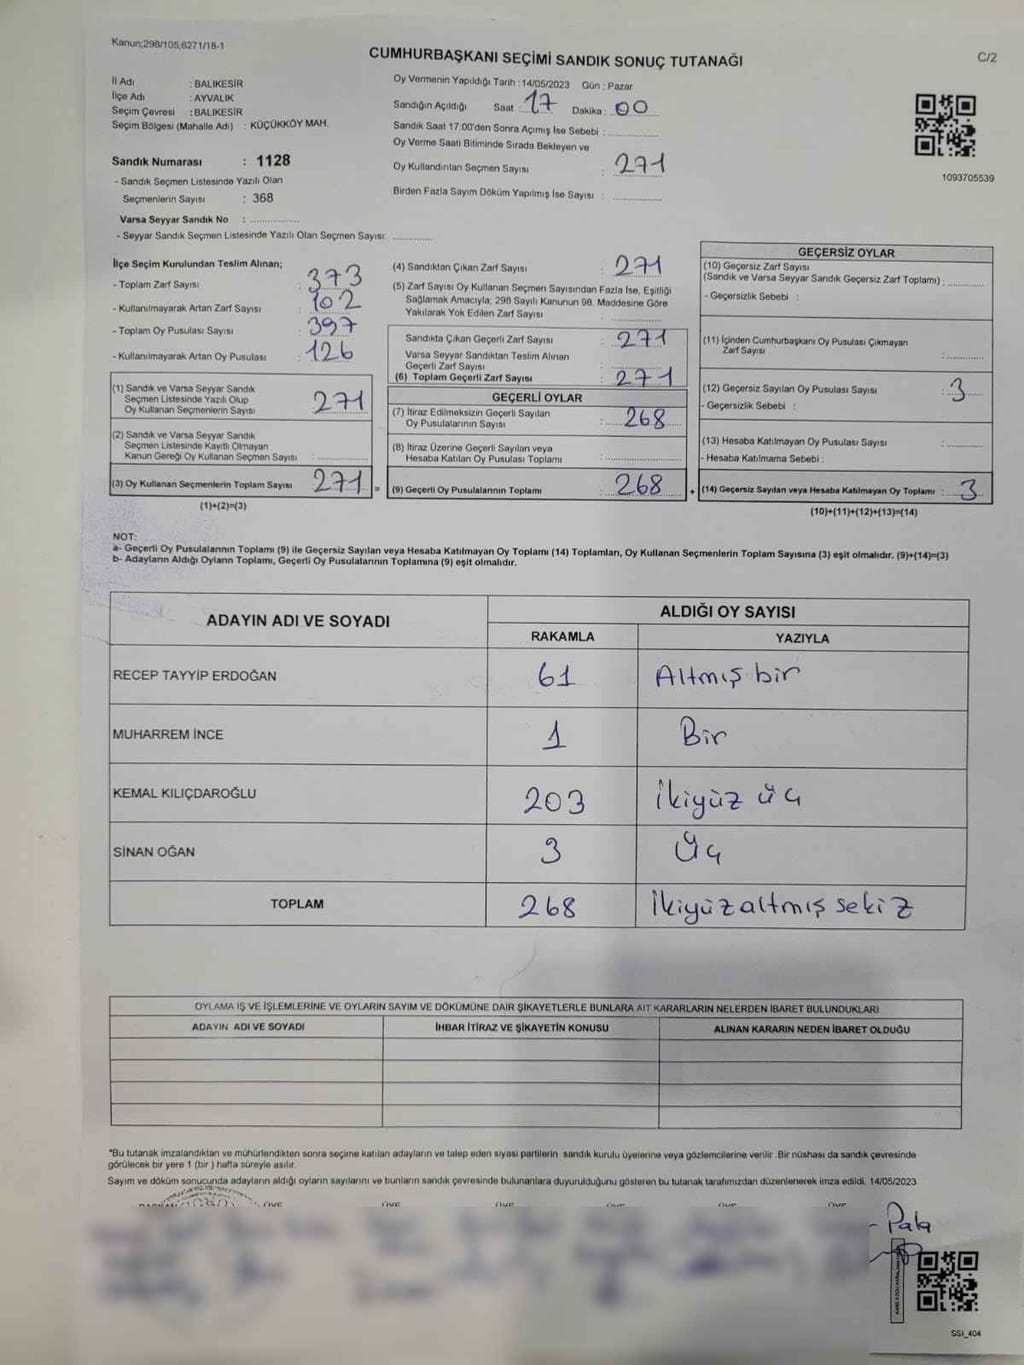 Kanun;298/105,6271/18-1
CUMHURBAŞKANI SEÇİMİ SANDIK SONUÇ TUTANAĞI
C/2
İl Adı : BALIKESİR
İlçe Adı : AYVALIK
Seçim Çevresi : BALIKESİR
Seçim Bölgesi (Mahalle Adı) : KÜÇÜKKÖY MAH.
Sandık Numarası : 1128
- Sandık Seçmen Listesinde Yazılı Olan
Seçmenlerin Sayısı : 368
Varsa Seyyar Sandık No : ..............
- Seyyar Sandık Seçmen Listesinde Yazılı Olan Seçmen Sayısı: ..............
Oy Vermenin Yapıldığı Tarih : 14/05/2023 Gün : Pazar
Sandığın Açıldığı Saat : 17 Dakika : 00
Sandık Saat 17:00'den Sonra Açımış İse Sebebi : ..............
Oy Verme Saati Bitiminde Sırada Bekleyen ve
Oy Kullandırılan Seçmen Sayısı : 271
Birden Fazla Sayım Döküm Yapılmış İse Sayısı : ..............
1093705539
İlçe Seçim Kurulundan Teslim Alınan;
- Toplam Zarf Sayısı : 373
- Kullanılmayarak Artan Zarf Sayısı : 102
- Toplam Oy Pusulası Sayısı : 397
- Kullanılmayarak Artan Oy Pusulası : 126
(1) Sandık ve Varsa Seyyar Sandık
Seçmen Listesinde Yazılı Olup
Oy Kullanan Seçmenlerin Sayısı : 271
(2) Sandık ve Varsa Seyyar Sandık
Seçmen Listesinde Kayıtlı Olmayan
Kanun Gereği Oy Kullanan Seçmen Sayısı : ..............
(3) Oy Kullanan Seçmenlerin Toplam Sayısı : 271 =
(1)+(2)=(3)
(4) Sandıktan Çıkan Zarf Sayısı : 271
(5) Zarf Sayısı Oy Kullanan Seçmen Sayısından Fazla İse, Eşitliği
Sağlamak Amacıyla; 298 Sayılı Kanunun 98. Maddesine Göre
Yakılarak Yok Edilen Zarf Sayısı : ..............
Sandıkta Çıkan Geçerli Zarf Sayısı : 271
Varsa Seyyar Sandıktan Teslim Alınan
Geçerli Zarf Sayısı : ..............
(6) Toplam Geçerli Zarf Sayısı : 271
GEÇERLİ OYLAR
(7) İtiraz Edilmeksizin Geçerli Sayılan
Oy Pusulalarının Sayısı : 268
(8) İtiraz Üzerine Geçerli Sayılan veya
Hesaba Katılan Oy Pusulası Toplamı : ..............
(9) Geçerli Oy Pusulalarının Toplamı : 268 +
GEÇERSİZ OYLAR
(10) Geçersiz Zarf Sayısı
(Sandık ve Varsa Seyyar Sandık Geçersiz Zarf Toplamı) : ..............
- Geçersizlik Sebebi :
(11) İçinden Cumhurbaşkanı Oy Pusulası Çıkmayan
Zarf Sayısı : ..............
(12) Geçersiz Sayılan Oy Pusulası Sayısı : 3
- Geçersizlik Sebebi :
(13) Hesaba Katılmayan Oy Pusulası Sayısı : ..............
- Hesaba Katılmama Sebebi :
(14) Geçersiz Sayılan veya Hesaba Katılmayan Oy Toplamı : 3
(10)+(11)+(12)+(13)=(14)
NOT:
a- Geçerli Oy Pusulalarının Toplamı (9) ile Geçersiz Sayılan veya Hesaba Katılmayan Oy Toplamı (14) Toplamları, Oy Kullanan Seçmenlerin Toplam Sayısına (3) eşit olmalıdır. (9)+(14)=(3)
b- Adayların Aldığı Oyların Toplamı, Geçerli Oy Pusulalarının Toplamına (9) eşit olmalıdır.
ADAYIN ADI VE SOYADI ALDIĞI OY SAYISI
RAKAMLA YAZIYLA
RECEP TAYYİP ERDOĞAN 61 Altmış bir
MUHARREM İNCE 1 Bir
KEMAL KILIÇDAROĞLU 203 İkiyüz üç
SİNAN OĞAN 3 Üç
TOPLAM 268 İkiyüzaltmış sekiz
OYLAMA İŞ VE İŞLEMLERİNE VE OYLARIN SAYIM VE DÖKÜMÜNE DAİR ŞİKAYETLERLE BUNLARA AİT KARARLARIN NELERDEN İBARET BULUNDUKLARI
ADAYIN ADI VE SOYADI İHBAR İTİRAZ VE ŞİKAYETİN KONUSU ALINAN KARARIN NEDEN İBARET OLDUĞU
*Bu tutanak imzalandıktan ve mühürlendikten sonra seçime katılan adayların ve talep eden siyasi partilerin sandık kurulu üyelerine veya gözlemcilerine verilir .Bir nüshası da sandık çevresinde
görülecek bir yere 1 (bir ) hafta süreyle asılır.
Sayım ve döküm sonucunda adayların aldığı oyların sayılarını ve bunların sandık çevresinde bulunanlara duyurulduğunu gösteren bu tutanak tarafımızdan düzenlenerek imza edildi. 14/05/2023
ÜYE ÜYE ÜYE ÜYE ÜYE ÜYE
Pala
SSI_404